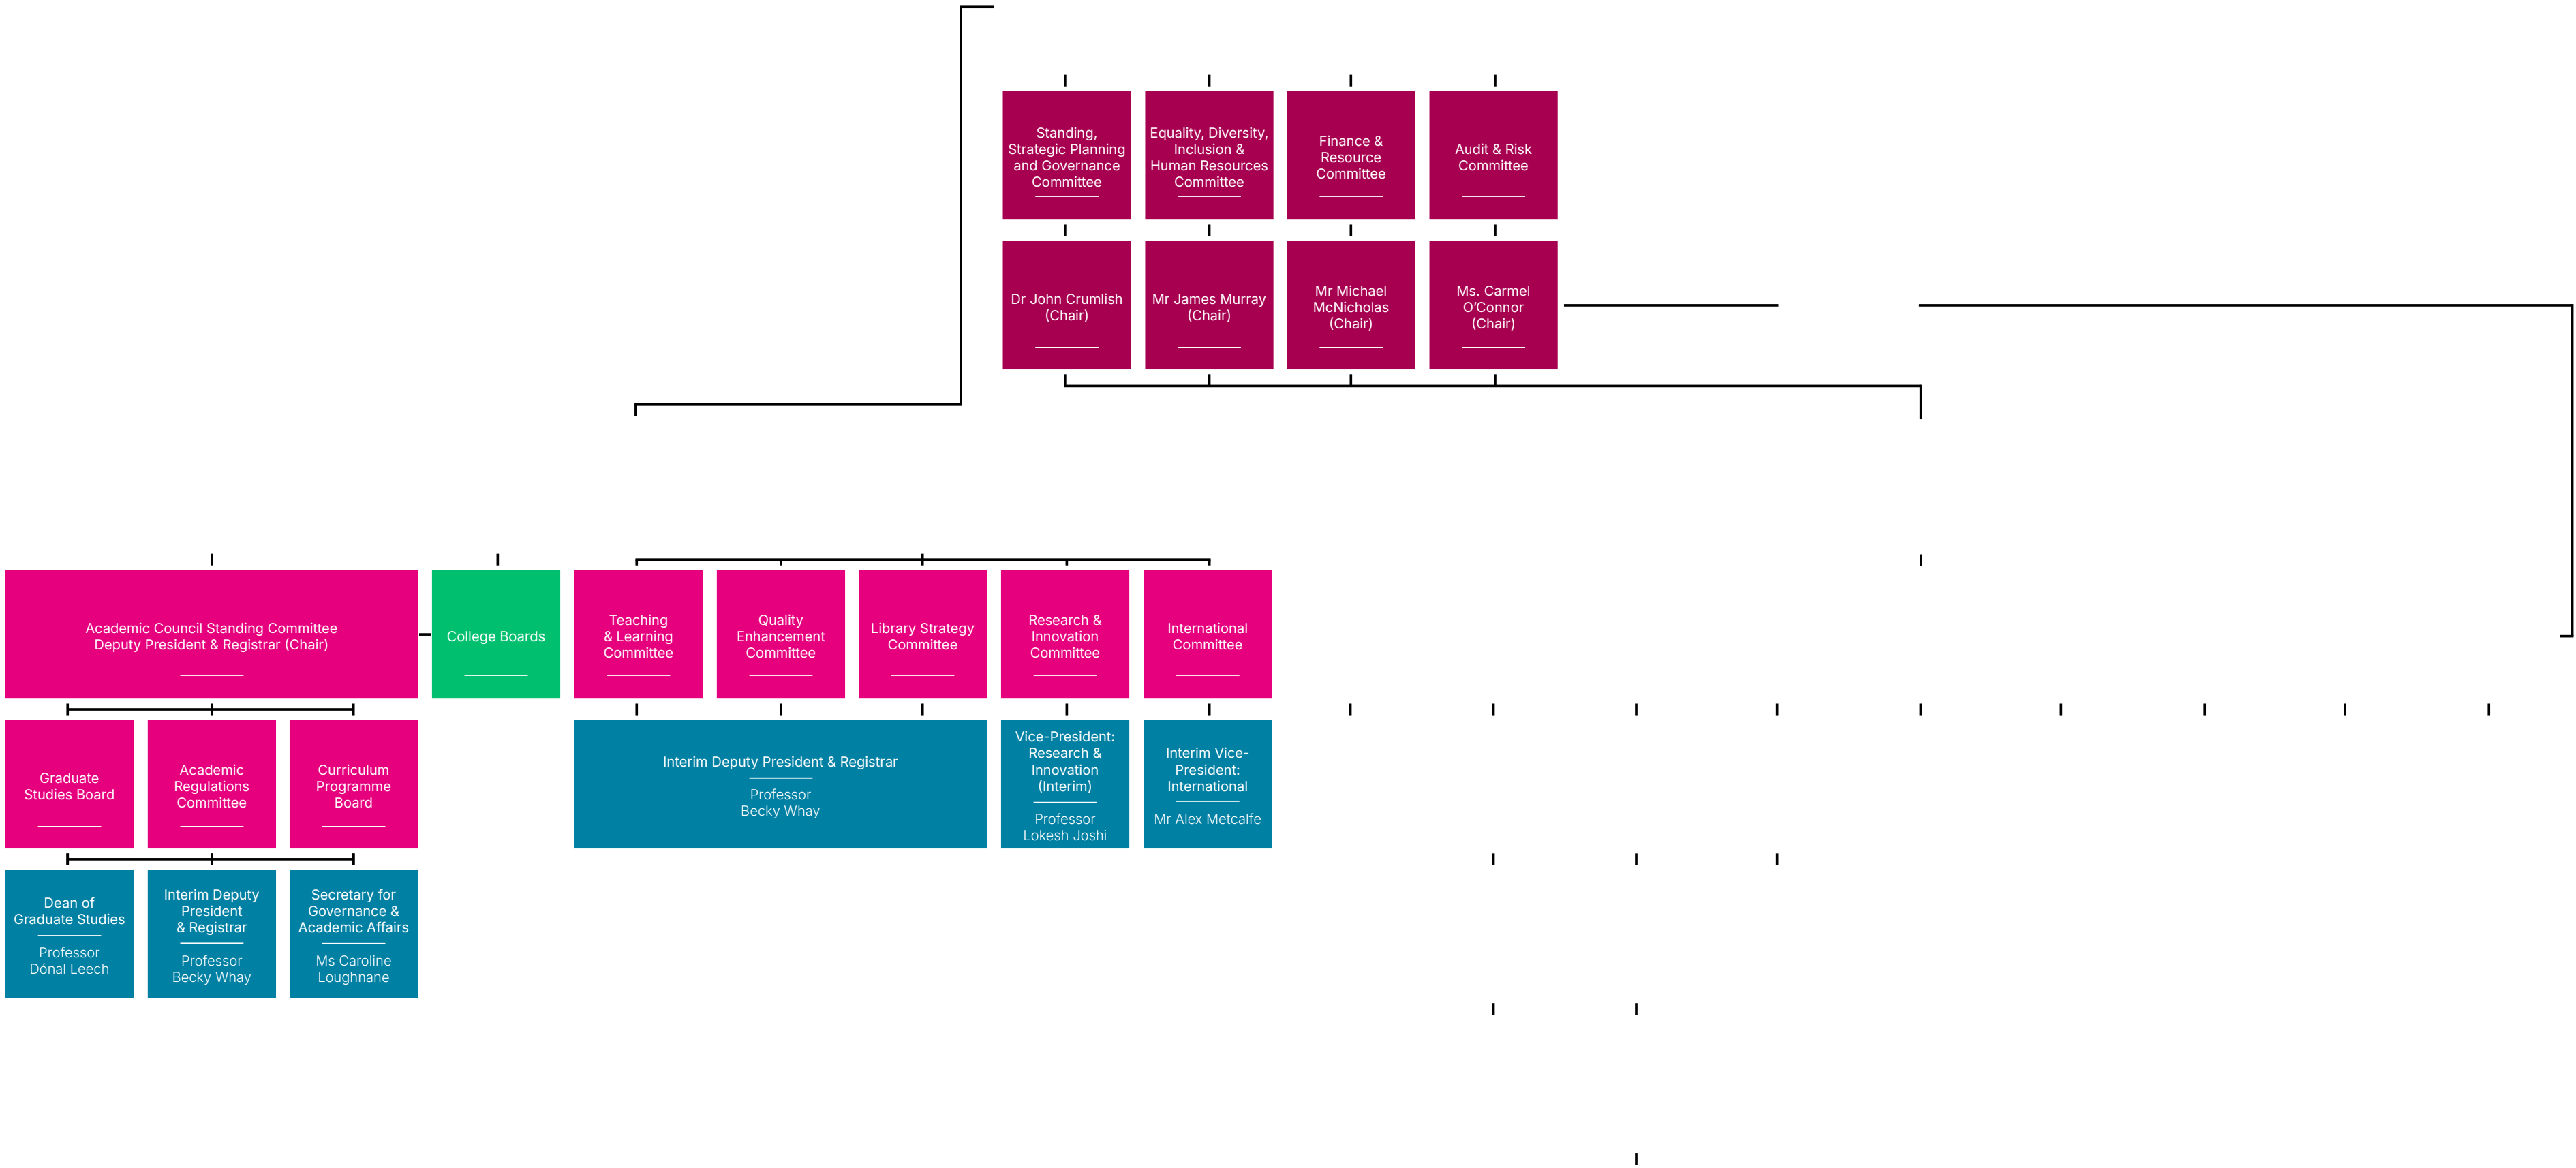 Standing,
Strategic Planning
and Governance
Committee
Equality, Diversity,
Inclusion &
Human Resources
Committee
Finance &
Resource
Committee
Audit & Risk
Committee
Dr John Crumlish
(Chair)
Mr James Murray
(Chair)
Mr Michael
McNicholas
(Chair)
Ms. Carmel
O'Connor
(Chair)
Academic Council Standing Committee
Deputy President & Registrar (Chair)
College Boards
Teaching
& Learning
Committee
Quality
Enhancement
Committee
Library Strategy
Committee
Research &
Innovation
Committee
International
Committee
Graduate
Studies Board
Academic
Regulations
Committee
Curriculum
Programme
Board
Interim Deputy President & Registrar
Professor
Becky Whay
Vice-President:
Research &
Innovation
(Interim)
Professor
Lokesh Joshi
Interim Vice-
President:
International
Mr Alex Metcalfe
Dean of
Graduate Studies
Professor
Dónal Leech
Interim Deputy
President
& Registrar
Professor
Becky Whay
Secretary for
Governance &
Academic Affairs
Ms Caroline
Loughnane